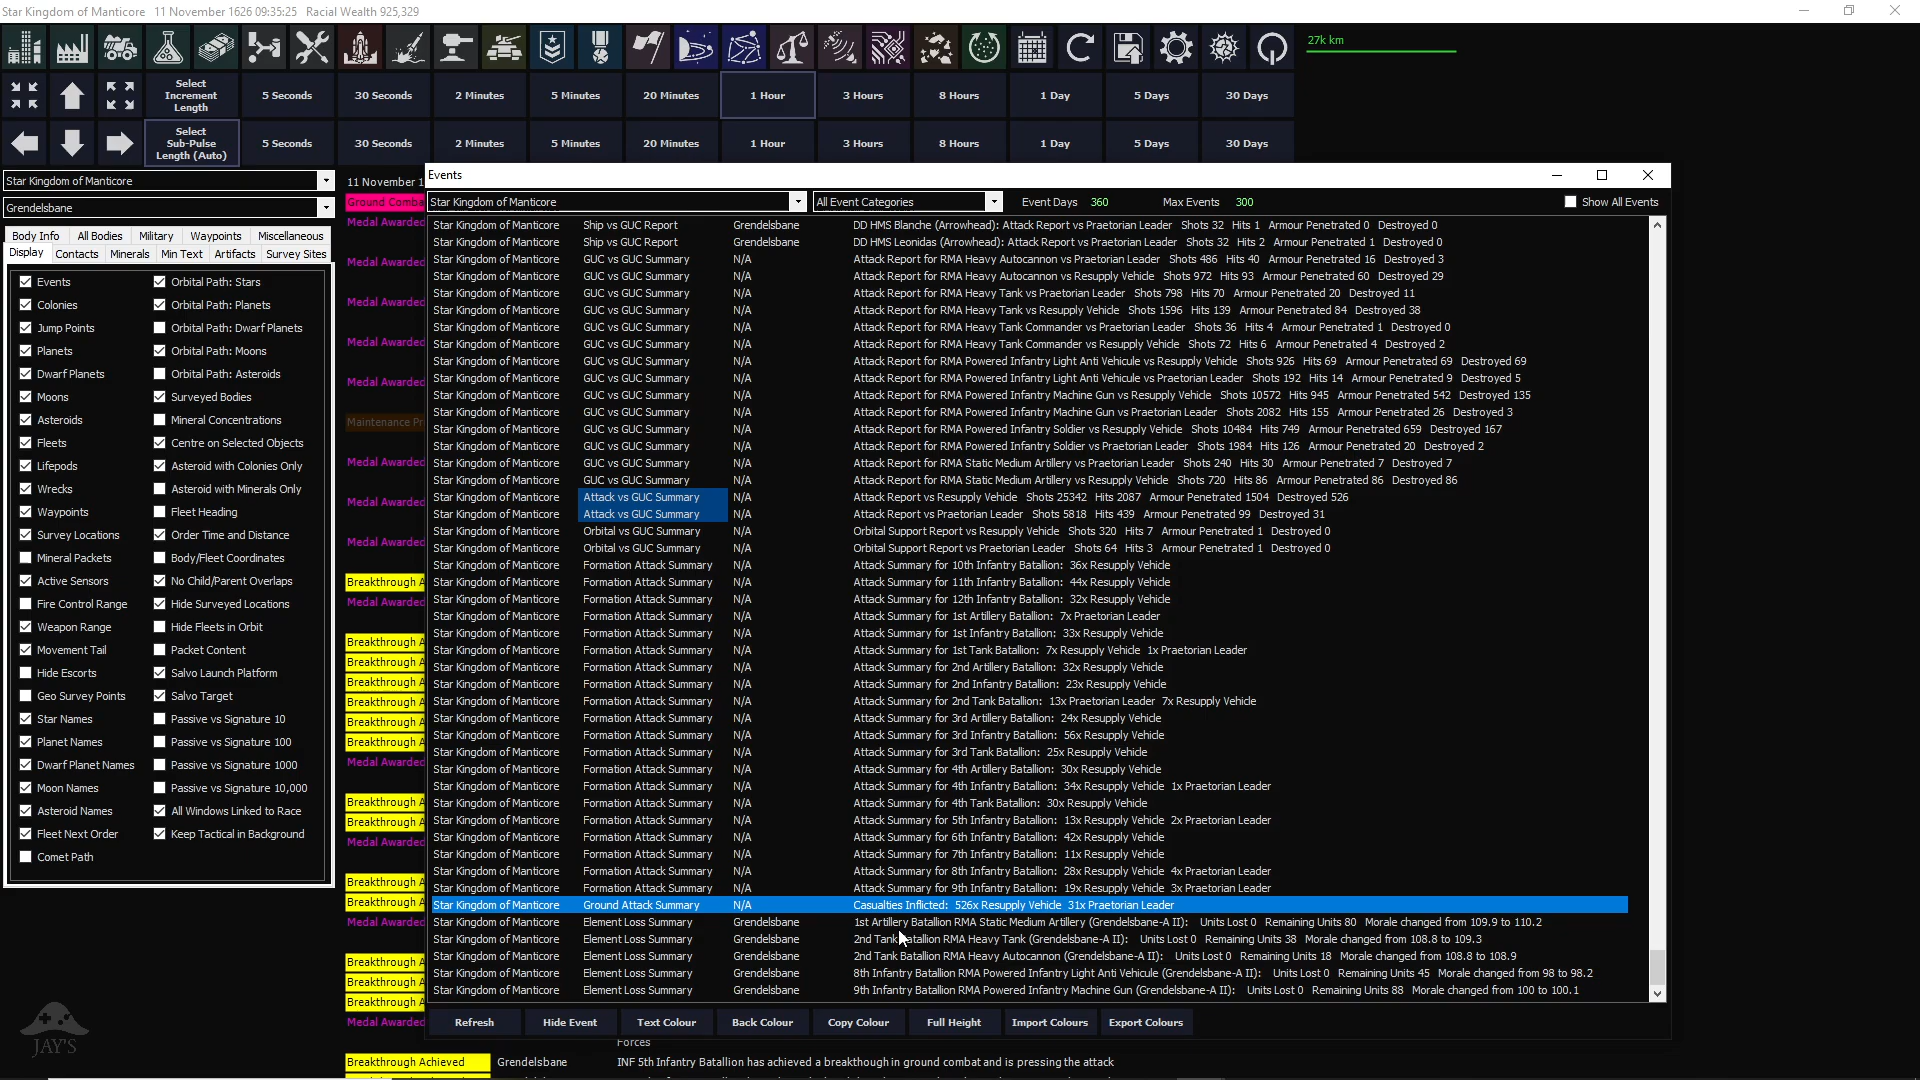 Star Kingdom of Manticore 11 November 1626 09:35:25 Racial Wealth 925,329
27k km
Select Increment Length 5 Seconds 30 Seconds 2 Minutes 5 Minutes 20 Minutes 1 Hour 3 Hours 8 Hours 1 Day 5 Days 30 Days
Select Sub-Pulse Length (Auto) 5 Seconds 30 Seconds 2 Minutes 5 Minutes 20 Minutes 1 Hour 3 Hours 8 Hours 1 Day 5 Days 30 Days
Star Kingdom of Manticore
Grendelsbane
Body Info All Bodies Military Waypoints Miscellaneous
Display Contacts Minerals Min Text Artifacts Survey Sites
Events Orbital Path: Stars
Colonies Orbital Path: Planets
Jump Points Orbital Path: Dwarf Planets
Planets Orbital Path: Moons
Dwarf Planets Orbital Path: Asteroids
Moons Surveyed Bodies
Asteroids Mineral Concentrations
Fleets Centre on Selected Objects
Lifepods Asteroid with Colonies Only
Wrecks Asteroid with Minerals Only
Waypoints Fleet Heading
Survey Locations Order Time and Distance
Mineral Packets Body/Fleet Coordinates
Active Sensors No Child/Parent Overlaps
Fire Control Range Hide Surveyed Locations
Weapon Range Hide Fleets in Orbit
Movement Tail Packet Content
Hide Escorts Salvo Launch Platform
Geo Survey Points Salvo Target
Star Names Passive vs Signature 10
Planet Names Passive vs Signature 100
Dwarf Planet Names Passive vs Signature 1000
Moon Names Passive vs Signature 10,000
Asteroid Names All Windows Linked to Race
Fleet Next Order Keep Tactical in Background
Comet Path
JAY'S
11 November 1
Ground Comba
Medal Awarded
Medal Awarded
Medal Awarded
Medal Awarded
Medal Awarded
Maintenance Pr
Medal Awarded
Medal Awarded
Medal Awarded
Breakthrough A
Medal Awarded
Breakthrough A
Breakthrough A
Breakthrough A
Breakthrough A
Breakthrough A
Breakthrough A
Medal Awarded
Breakthrough A
Breakthrough A
Medal Awarded
Breakthrough A
Breakthrough A
Medal Awarded
Breakthrough A
Breakthrough A
Breakthrough A
Medal Awarded
Events
Star Kingdom of Manticore All Event Categories Event Days 360 Max Events 300 Show All Events
Star Kingdom of Manticore Ship vs GUC Report Grendelsbane DD HMS Blanche (Arrowhead): Attack Report vs Praetorian Leader Shots 32 Hits 1 Armour Penetrated 0 Destroyed 0
Star Kingdom of Manticore Ship vs GUC Report Grendelsbane DD HMS Leonidas (Arrowhead): Attack Report vs Praetorian Leader Shots 32 Hits 2 Armour Penetrated 1 Destroyed 0
Star Kingdom of Manticore GUC vs GUC Summary N/A Attack Report for RMA Heavy Autocannon vs Praetorian Leader Shots 486 Hits 40 Armour Penetrated 16 Destroyed 3
Star Kingdom of Manticore GUC vs GUC Summary N/A Attack Report for RMA Heavy Autocannon vs Resupply Vehicle Shots 972 Hits 93 Armour Penetrated 60 Destroyed 29
Star Kingdom of Manticore GUC vs GUC Summary N/A Attack Report for RMA Heavy Tank vs Praetorian Leader Shots 798 Hits 70 Armour Penetrated 20 Destroyed 11
Star Kingdom of Manticore GUC vs GUC Summary N/A Attack Report for RMA Heavy Tank vs Resupply Vehicle Shots 1596 Hits 139 Armour Penetrated 84 Destroyed 38
Star Kingdom of Manticore GUC vs GUC Summary N/A Attack Report for RMA Heavy Tank Commander vs Praetorian Leader Shots 36 Hits 4 Armour Penetrated 1 Destroyed 0
Star Kingdom of Manticore GUC vs GUC Summary N/A Attack Report for RMA Heavy Tank Commander vs Resupply Vehicle Shots 72 Hits 6 Armour Penetrated 4 Destroyed 2
Star Kingdom of Manticore GUC vs GUC Summary N/A Attack Report for RMA Powered Infantry Light Anti Vehicule vs Resupply Vehicle Shots 926 Hits 69 Armour Penetrated 69 Destroyed 69
Star Kingdom of Manticore GUC vs GUC Summary N/A Attack Report for RMA Powered Infantry Light Anti Vehicule vs Praetorian Leader Shots 192 Hits 14 Armour Penetrated 9 Destroyed 5
Star Kingdom of Manticore GUC vs GUC Summary N/A Attack Report for RMA Powered Infantry Machine Gun vs Resupply Vehicle Shots 10572 Hits 945 Armour Penetrated 542 Destroyed 135
Star Kingdom of Manticore GUC vs GUC Summary N/A Attack Report for RMA Powered Infantry Machine Gun vs Praetorian Leader Shots 2082 Hits 155 Armour Penetrated 26 Destroyed 3
Star Kingdom of Manticore GUC vs GUC Summary N/A Attack Report for RMA Powered Infantry Soldier vs Resupply Vehicle Shots 10484 Hits 749 Armour Penetrated 659 Destroyed 167
Star Kingdom of Manticore GUC vs GUC Summary N/A Attack Report for RMA Powered Infantry Soldier vs Praetorian Leader Shots 1984 Hits 126 Armour Penetrated 20 Destroyed 2
Star Kingdom of Manticore GUC vs GUC Summary N/A Attack Report for RMA Static Medium Artillery vs Praetorian Leader Shots 240 Hits 30 Armour Penetrated 7 Destroyed 7
Star Kingdom of Manticore GUC vs GUC Summary N/A Attack Report for RMA Static Medium Artillery vs Resupply Vehicle Shots 720 Hits 86 Armour Penetrated 86 Destroyed 86
Star Kingdom of Manticore Attack vs GUC Summary N/A Attack Report vs Resupply Vehicle Shots 25342 Hits 2087 Armour Penetrated 1504 Destroyed 526
Star Kingdom of Manticore Attack vs GUC Summary N/A Attack Report vs Praetorian Leader Shots 5818 Hits 439 Armour Penetrated 99 Destroyed 31
Star Kingdom of Manticore Orbital vs GUC Summary N/A Orbital Support Report vs Resupply Vehicle Shots 320 Hits 7 Armour Penetrated 1 Destroyed 0
Star Kingdom of Manticore Orbital vs GUC Summary N/A Orbital Support Report vs Praetorian Leader Shots 64 Hits 3 Armour Penetrated 1 Destroyed 0
Star Kingdom of Manticore Formation Attack Summary N/A Attack Summary for 10th Infantry Batallion: 36x Resupply Vehicle
Star Kingdom of Manticore Formation Attack Summary N/A Attack Summary for 11th Infantry Batallion: 44x Resupply Vehicle
Star Kingdom of Manticore Formation Attack Summary N/A Attack Summary for 12th Infantry Batallion: 32x Resupply Vehicle
Star Kingdom of Manticore Formation Attack Summary N/A Attack Summary for 1st Artillery Batallion: 7x Praetorian Leader
Star Kingdom of Manticore Formation Attack Summary N/A Attack Summary for 1st Infantry Batallion: 33x Resupply Vehicle
Star Kingdom of Manticore Formation Attack Summary N/A Attack Summary for 1st Tank Batallion: 7x Resupply Vehicle 1x Praetorian Leader
Star Kingdom of Manticore Formation Attack Summary N/A Attack Summary for 2nd Artillery Batallion: 32x Resupply Vehicle
Star Kingdom of Manticore Formation Attack Summary N/A Attack Summary for 2nd Infantry Batallion: 23x Resupply Vehicle
Star Kingdom of Manticore Formation Attack Summary N/A Attack Summary for 2nd Tank Batallion: 13x Praetorian Leader 7x Resupply Vehicle
Star Kingdom of Manticore Formation Attack Summary N/A Attack Summary for 3rd Artillery Batallion: 24x Resupply Vehicle
Star Kingdom of Manticore Formation Attack Summary N/A Attack Summary for 3rd Infantry Batallion: 56x Resupply Vehicle
Star Kingdom of Manticore Formation Attack Summary N/A Attack Summary for 3rd Tank Batallion: 25x Resupply Vehicle
Star Kingdom of Manticore Formation Attack Summary N/A Attack Summary for 4th Artillery Batallion: 30x Resupply Vehicle
Star Kingdom of Manticore Formation Attack Summary N/A Attack Summary for 4th Infantry Batallion: 34x Resupply Vehicle 1x Praetorian Leader
Star Kingdom of Manticore Formation Attack Summary N/A Attack Summary for 4th Tank Batallion: 30x Resupply Vehicle
Star Kingdom of Manticore Formation Attack Summary N/A Attack Summary for 5th Infantry Batallion: 13x Resupply Vehicle 2x Praetorian Leader
Star Kingdom of Manticore Formation Attack Summary N/A Attack Summary for 6th Infantry Batallion: 42x Resupply Vehicle
Star Kingdom of Manticore Formation Attack Summary N/A Attack Summary for 7th Infantry Batallion: 11x Resupply Vehicle
Star Kingdom of Manticore Formation Attack Summary N/A Attack Summary for 8th Infantry Batallion: 28x Resupply Vehicle 4x Praetorian Leader
Star Kingdom of Manticore Formation Attack Summary N/A Attack Summary for 9th Infantry Batallion: 19x Resupply Vehicle 3x Praetorian Leader
Star Kingdom of Manticore Ground Attack Summary N/A Casualties Inflicted: 526x Resupply Vehicle 31x Praetorian Leader
Star Kingdom of Manticore Element Loss Summary Grendelsbane 1st Artillery Batallion RMA Static Medium Artillery (Grendelsbane-A II): Units Lost 0 Remaining Units 80 Morale changed from 109.9 to 110.2
Star Kingdom of Manticore Element Loss Summary Grendelsbane 2nd Tank Batallion RMA Heavy Tank (Grendelsbane-A II): Units Lost 0 Remaining Units 38 Morale changed from 108.8 to 109.3
Star Kingdom of Manticore Element Loss Summary Grendelsbane 2nd Tank Batallion RMA Heavy Autocannon (Grendelsbane-A II): Units Lost 0 Remaining Units 18 Morale changed from 108.8 to 108.9
Star Kingdom of Manticore Element Loss Summary Grendelsbane 8th Infantry Batallion RMA Powered Infantry Light Anti Vehicule (Grendelsbane-A II): Units Lost 0 Remaining Units 45 Morale changed from 98 to 98.2
Star Kingdom of Manticore Element Loss Summary Grendelsbane 9th Infantry Batallion RMA Powered Infantry Machine Gun (Grendelsbane-A II): Units Lost 0 Remaining Units 88 Morale changed from 100 to 100.1
Refresh Hide Event Text Colour Back Colour Copy Colour Full Height Import Colours Export Colours
Forces
Breakthrough Achieved Grendelsbane INF 5th Infantry Batallion has achieved a breakthrough in ground combat and is pressing the attack